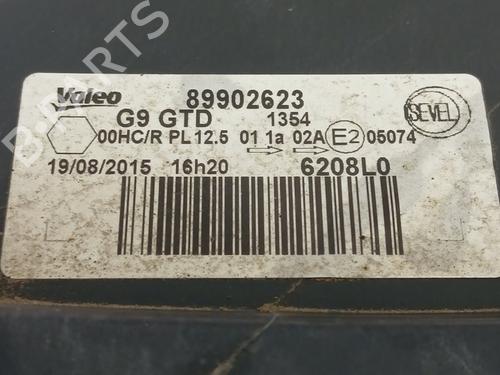 B-PARTS
Valeo 89902623
G9 GTD 1354 SEVEL
00HC/R PL 12.5 01 1a 02A E2 05074
19/08/2015 16h20 6208L0